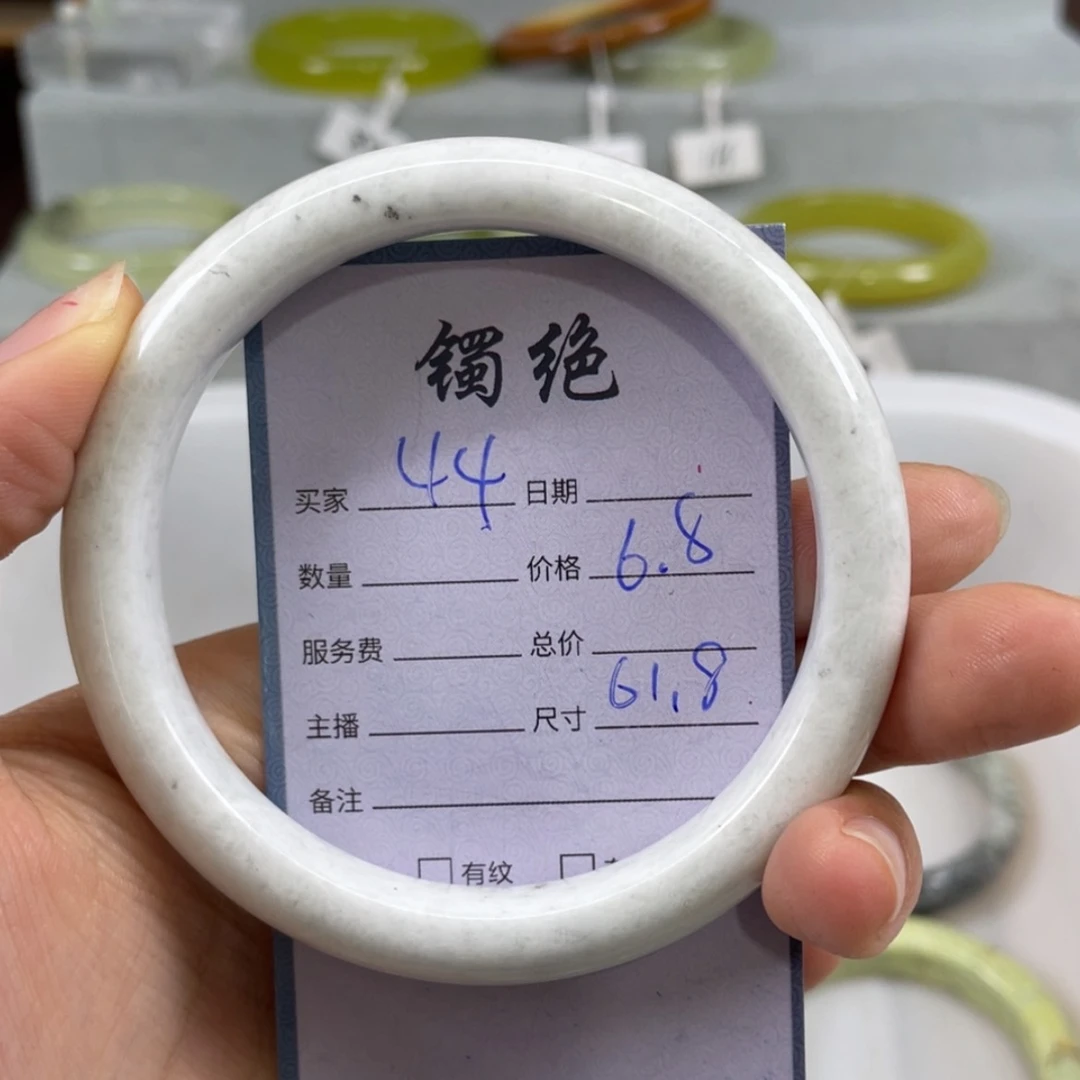 镯绝
买家 44 日期
数量 价格 6.8
服务费 总价
主播 尺寸 61.8
备注
□ 有纹 □